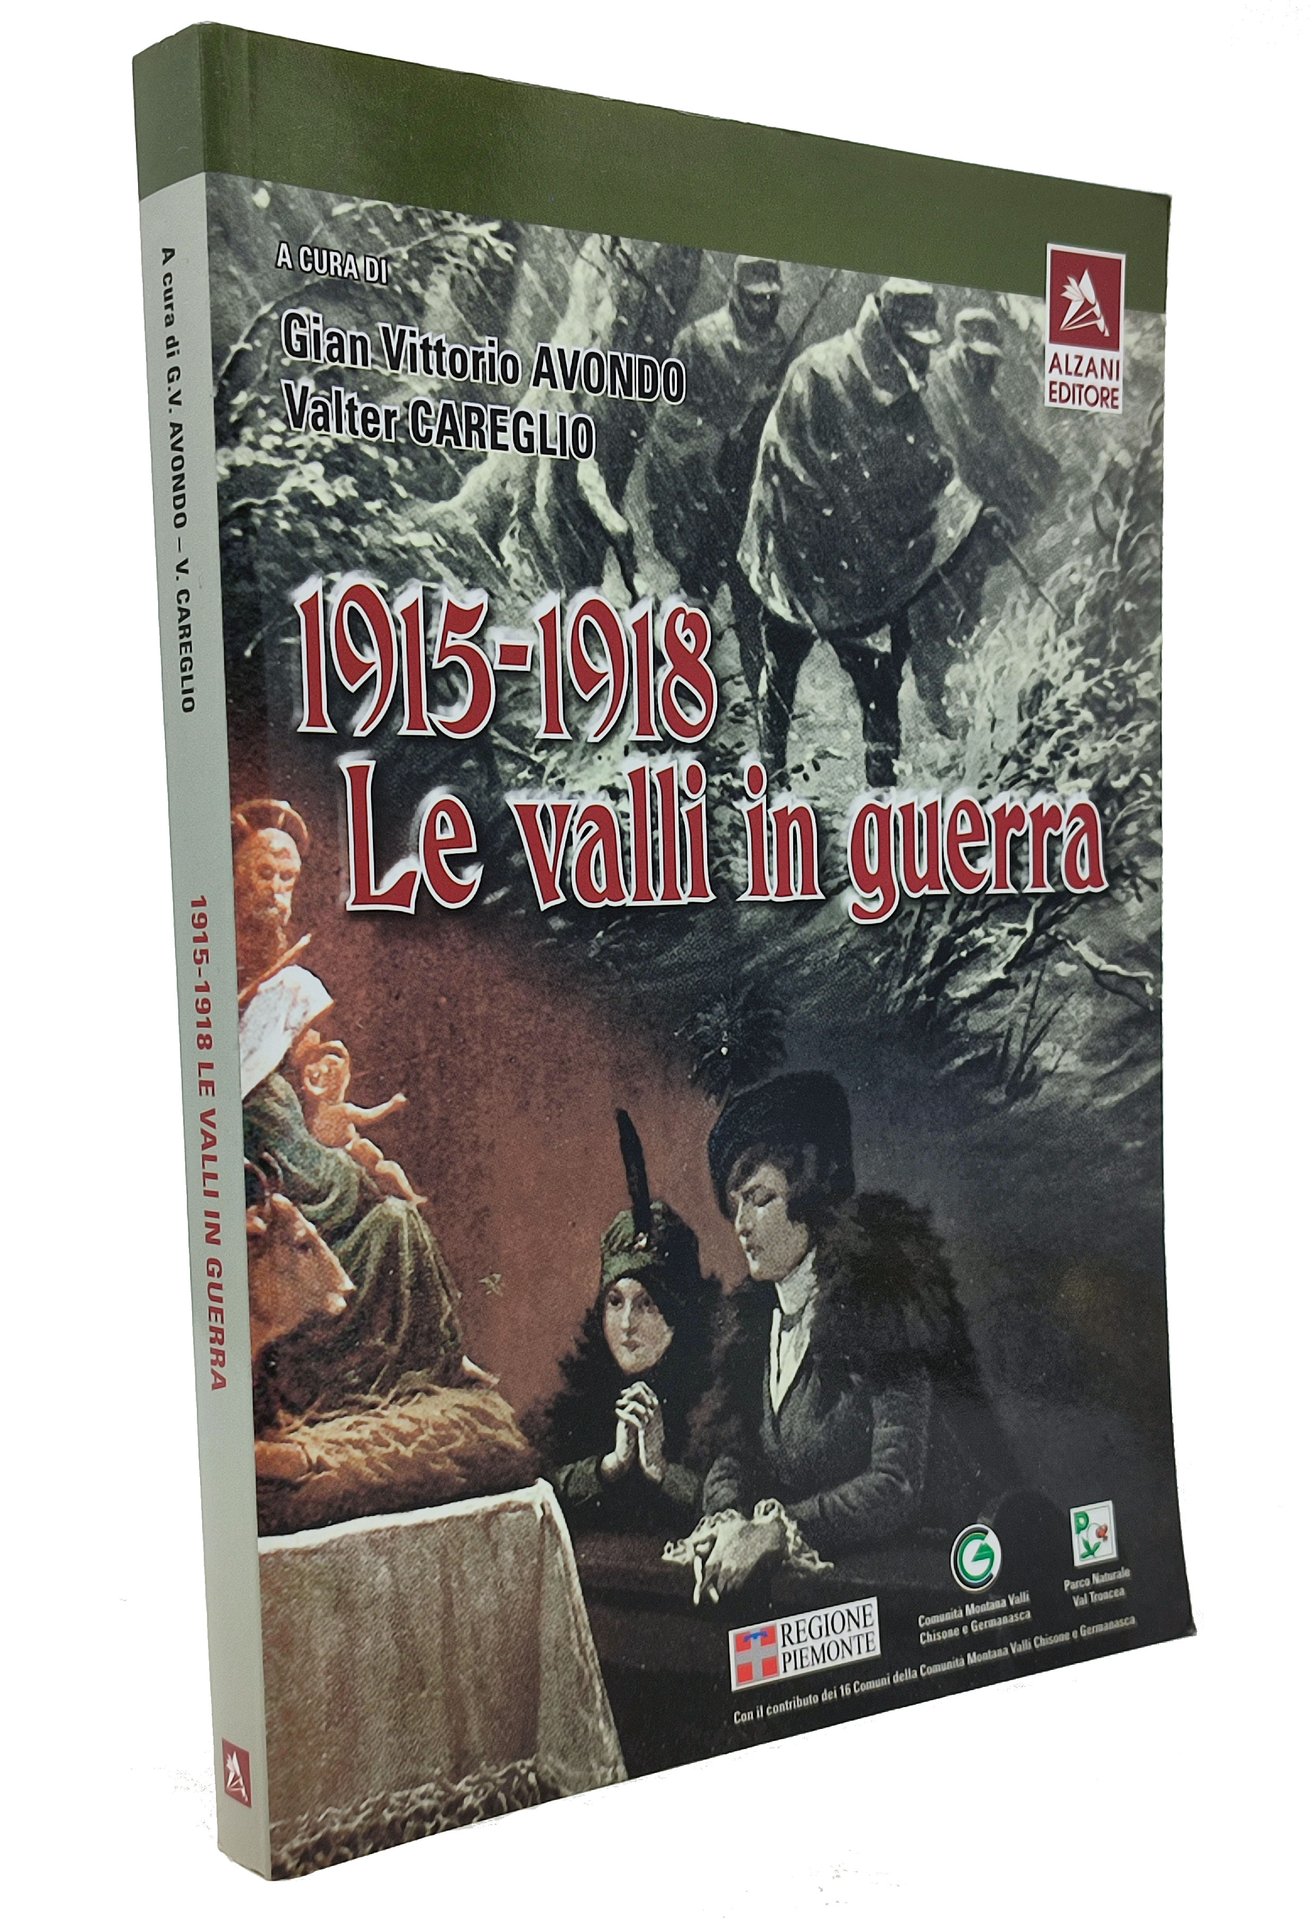 A cura di G.V. AVONDO – V. CAREGLIO
1915-1918 LE VALLI IN GUERRA
A CURA DI
Gian Vittorio AVONDO
Valter CAREGLIO
ALZANI
EDITORE
1915-1918
Le valli in guerra
REGIONE
PIEMONTE
Comunità Montana Valli
Chisone e Germanasca
P
V
Parco Naturale
Val Troncea
Con il contributo dei 16 Comuni della Comunità Montana Valli Chisone e Germanasca